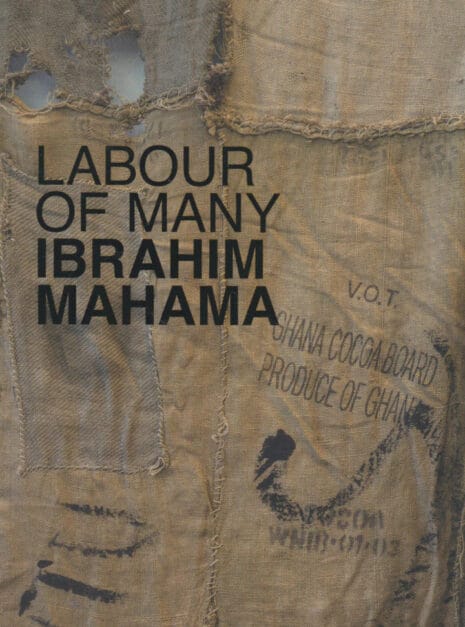 LABOUR
OF MANY
IBRAHIM
MAHAMA
V.O.T.
GHANA COCOA BOARD
PRODUCE OF GHANA